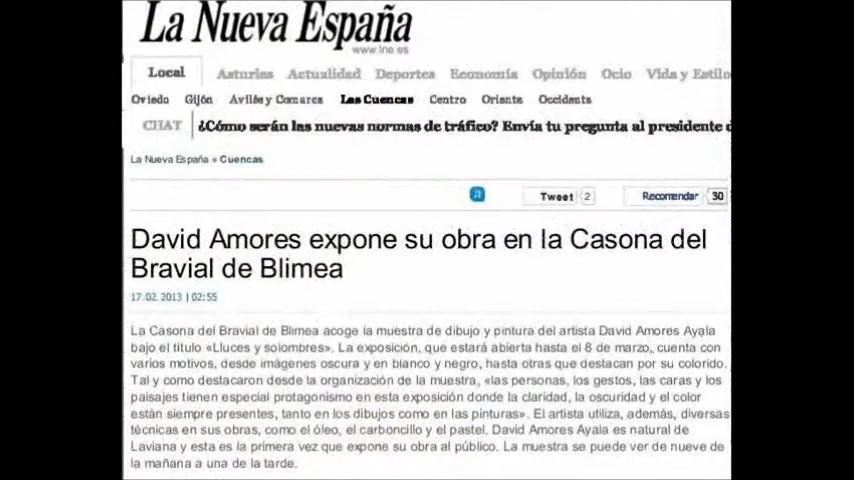 La Nueva España
www.lne.es
Local Asturias Actualidad Deportes Economía Opinión Ocio Vida y Estilo
Oviedo Gijón Avilés y Comarca Las Cuencas Centro Oriente Occidente
CHAT ¿Cómo serán las nuevas normas de tráfico? Envía tu pregunta al presidente d
La Nueva España » Cuencas
Tweet 2 Recomendar 30
David Amores expone su obra en la Casona del
Bravial de Blimea
17.02.2013 | 02:55
La Casona del Bravial de Blimea acoge la muestra de dibujo y pintura del artista David Amores Ayala
bajo el título «Lluces y solombres». La exposición, que estará abierta hasta el 8 de marzo, cuenta con
varios motivos, desde imágenes oscura y en blanco y negro, hasta otras que destacan por su colorido.
Tal y como destacaron desde la organización de la muestra, «las personas, los gestos, las caras y los
paisajes tienen especial protagonismo en esta exposición donde la claridad, la oscuridad y el color
están siempre presentes, tanto en los dibujos como en las pinturas». El artista utiliza, además, diversas
técnicas en sus obras, como el óleo, el carboncillo y el pastel. David Amores Ayala es natural de
Laviana y esta es la primera vez que expone su obra al público. La muestra se puede ver de nueve de
la mañana a una de la tarde.